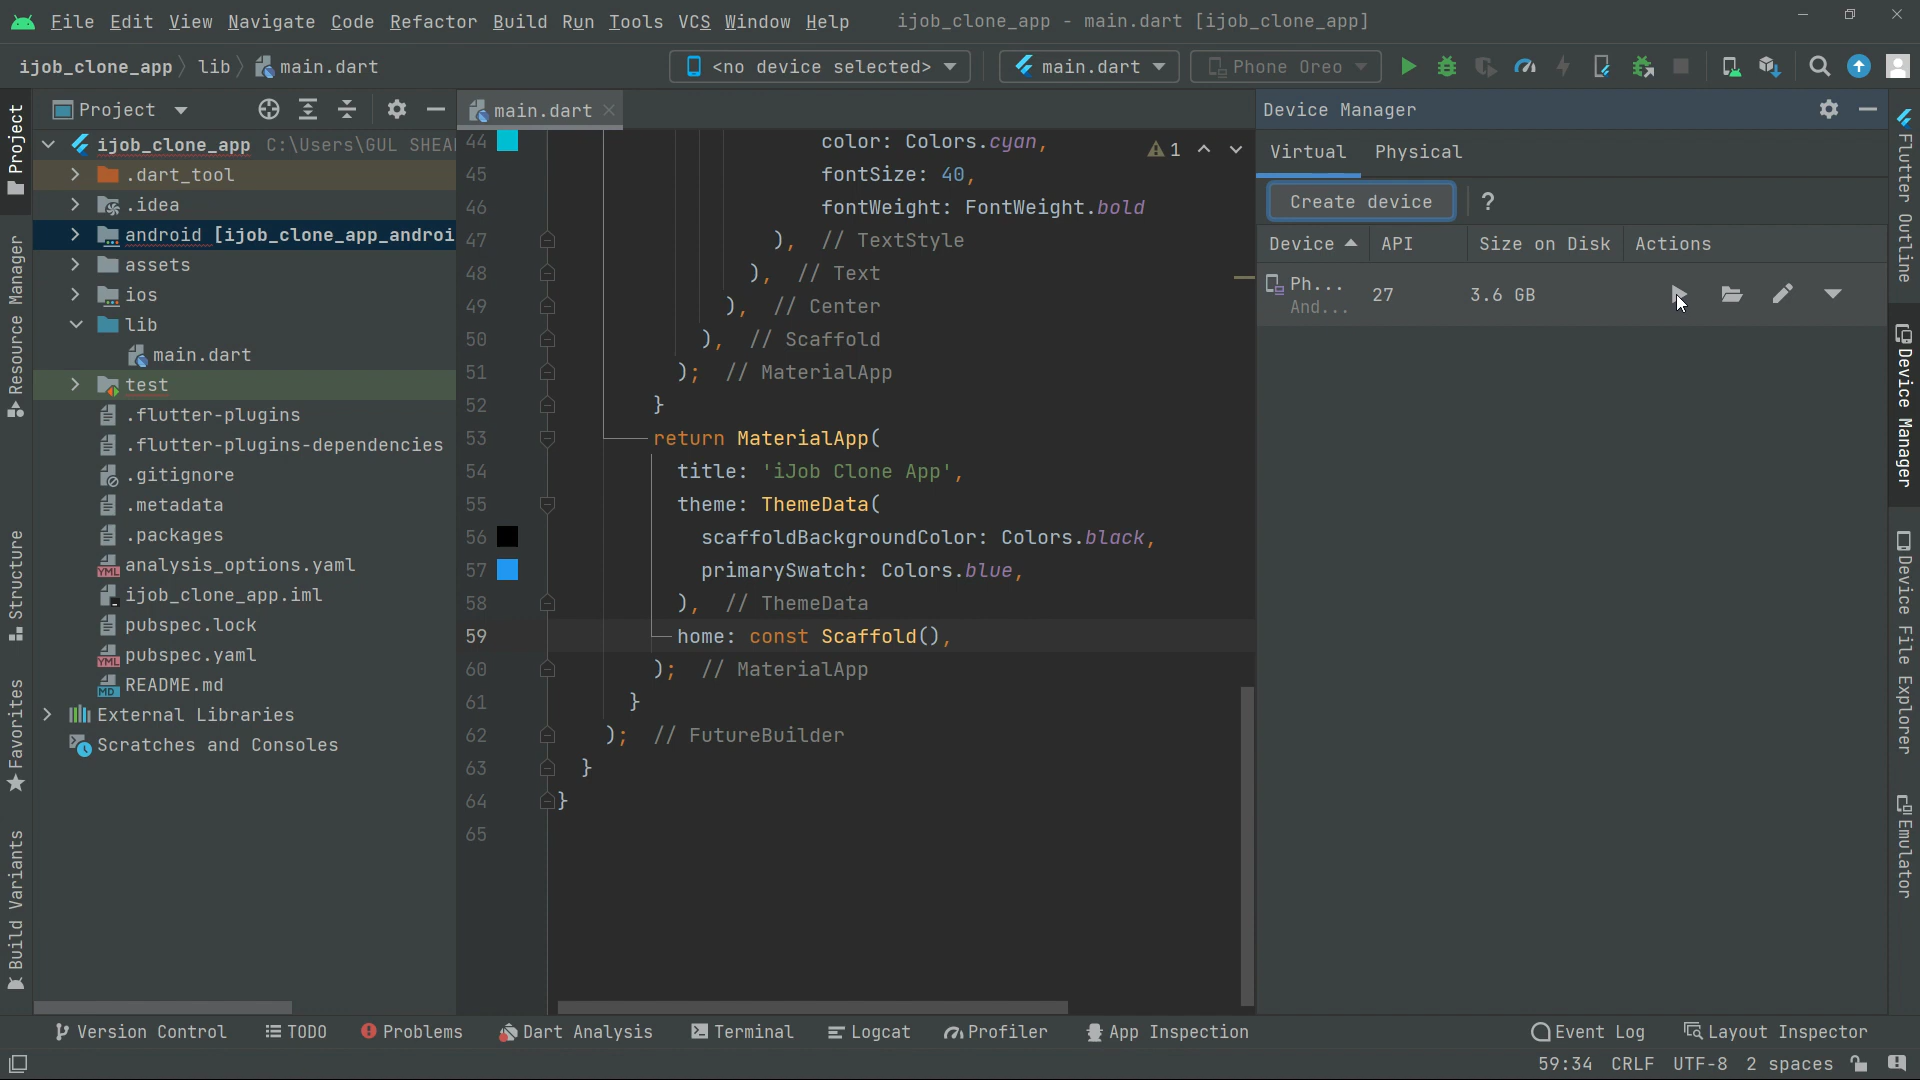 File Edit View Navigate Code Refactor Build Run Tools VCS Window Help ijob_clone_app - main.dart [ijob_clone_app]
ijob_clone_app lib main.dart <no device selected> main.dart Phone Oreo
Project
Resource Manager
Structure
Favorites
Build Variants
Project
ijob_clone_app C:\Users\GUL SHEA
.dart_tool
.idea
android [ijob_clone_app_androi
assets
ios
lib
main.dart
test
.flutter-plugins
.flutter-plugins-dependencies
.gitignore
.metadata
.packages
analysis_options.yaml
ijob_clone_app.iml
pubspec.lock
pubspec.yaml
README.md
External Libraries
Scratches and Consoles
main.dart
1
44 color: Colors.cyan,
45 fontSize: 40,
46 fontWeight: FontWeight.bold
47 ), // TextStyle
48 ), // Text
49 ), // Center
50 ), // Scaffold
51 ); // MaterialApp
52 }
53 return MaterialApp(
54 title: 'iJob Clone App',
55 theme: ThemeData(
56 scaffoldBackgroundColor: Colors.black,
57 primarySwatch: Colors.blue,
58 ), // ThemeData
59 home: const Scaffold(),
60 ); // MaterialApp
61 }
62 ); // FutureBuilder
63 }
64 }
65
Device Manager
Virtual Physical
Create device ?
Device API Size on Disk Actions
Ph... 27 3.6 GB
And...
Flutter Outline
Device Manager
Device File Explorer
Emulator
Version Control TODO Problems Dart Analysis Terminal Logcat Profiler App Inspection Event Log Layout Inspector
59:34 CRLF UTF-8 2 spaces